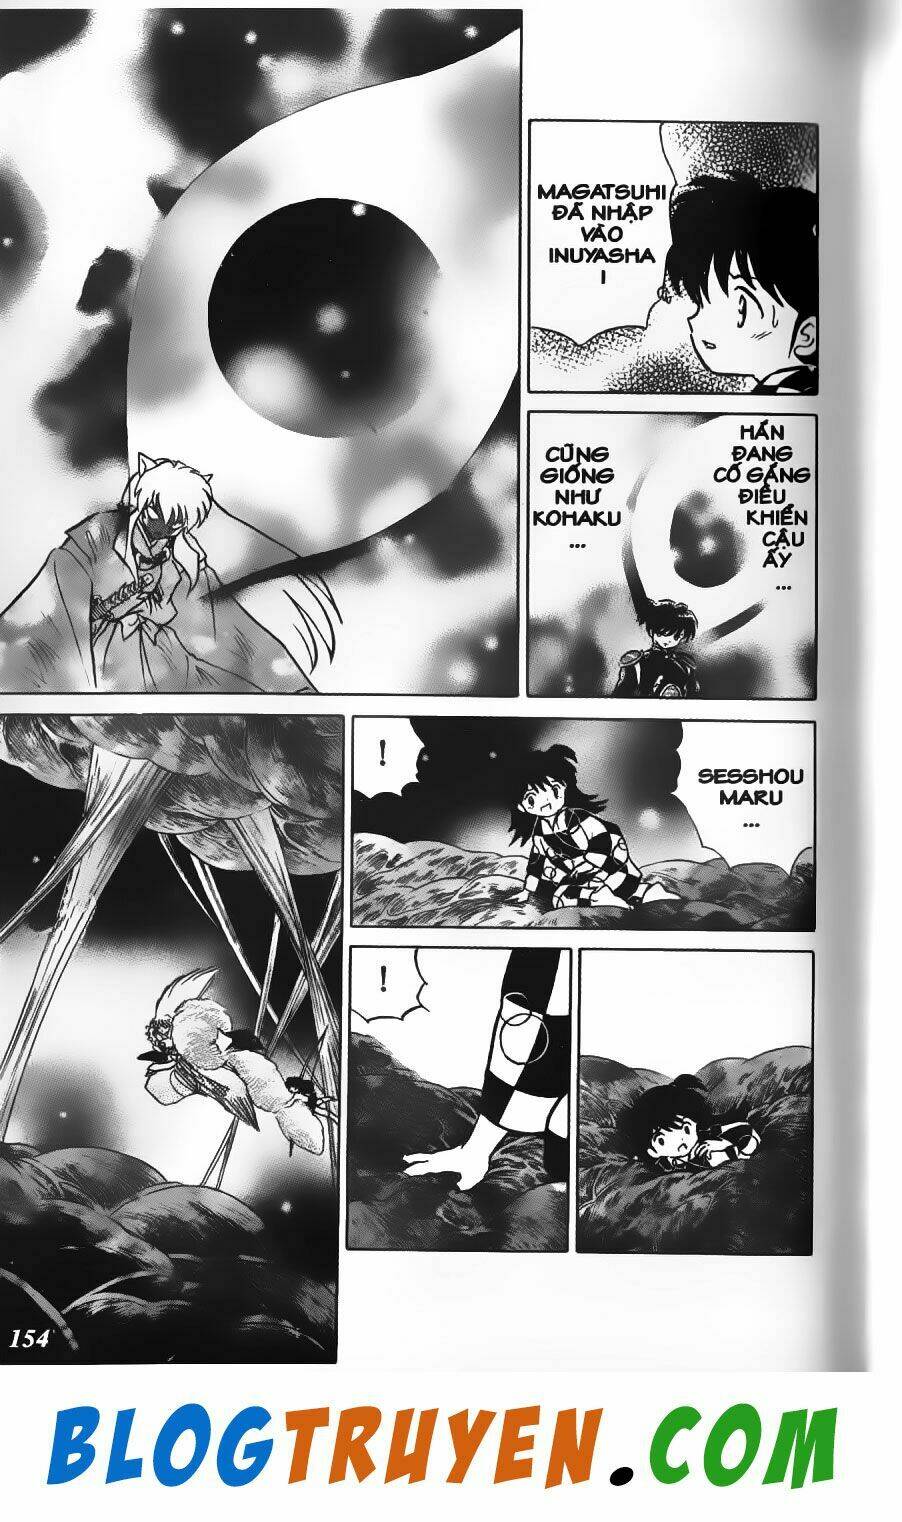 MAGATSUHI
ĐÃ NHẬP
VÀO
INUYASHA
!
HẮN
ĐANG
CỐ GẮNG
ĐIỀU
KHIỂN
CẬU
ẤY
...
CŨNG
GIỐNG
NHƯ
KOHAKU
...
SESSHOU
MARU
...
!
!
154
BLOGTRUYEN.COM